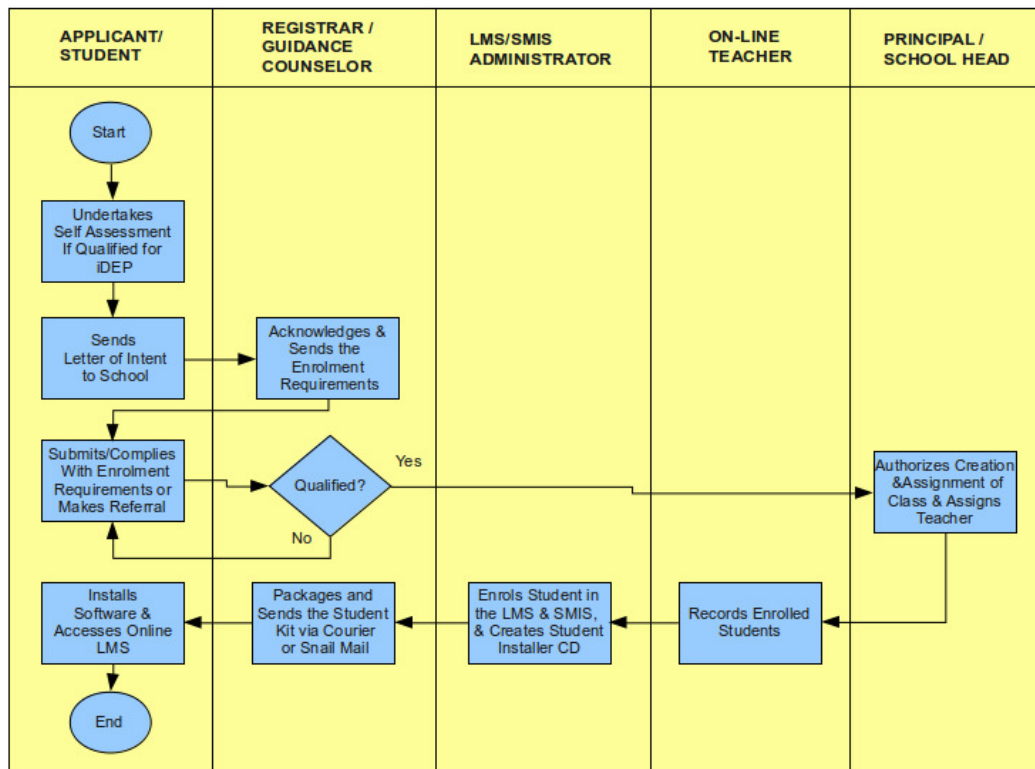 APPLICANT/
STUDENT
REGISTRAR /
GUIDANCE
COUNSELOR
LMS/SMIS
ADMINISTRATOR
ON-LINE
TEACHER
PRINCIPAL /
SCHOOL HEAD
Start
Undertakes
Self Assessment
If Qualified for
iDEP
Sends
Letter of Intent
to School
Acknowledges &
Sends the
Enrolment
Requirements
Submits/Complies
With Enrolment
Requirements or
Makes Referral
Qualified?
Yes
No
Authorizes Creation
&Assignment of
Class & Assigns
Teacher
Installs
Software &
Accesses Online
LMS
Packages and
Sends the Student
Kit via Courier
or Snail Mail
Enrols Student in
the LMS & SMIS,
& Creates Student
Installer CD
Records Enrolled
Students
End